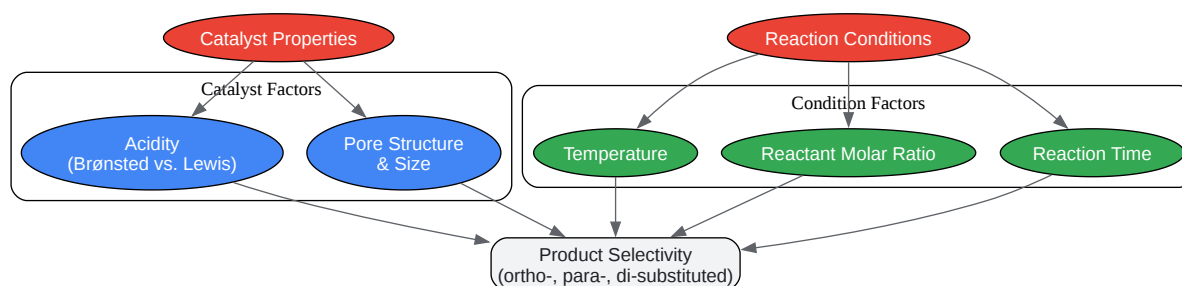 Catalyst Properties
Reaction Conditions
Catalyst Factors
Condition Factors
Acidity
(Brønsted vs. Lewis)
Pore Structure
& Size
Temperature
Reactant Molar Ratio
Reaction Time
Product Selectivity
(ortho-, para-, di-substituted)